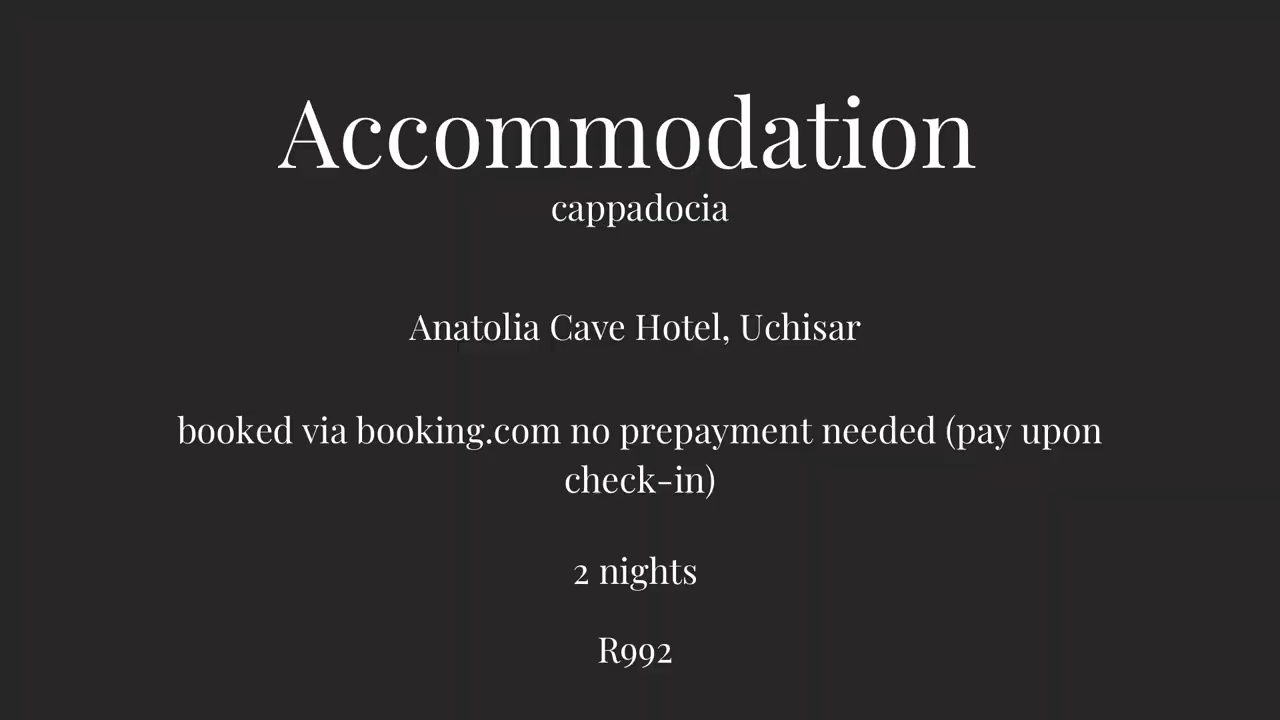 Accommodation
cappadocia
Anatolia Cave Hotel, Uchisar
booked via booking.com no prepayment needed (pay upon
check-in)
2 nights
R992